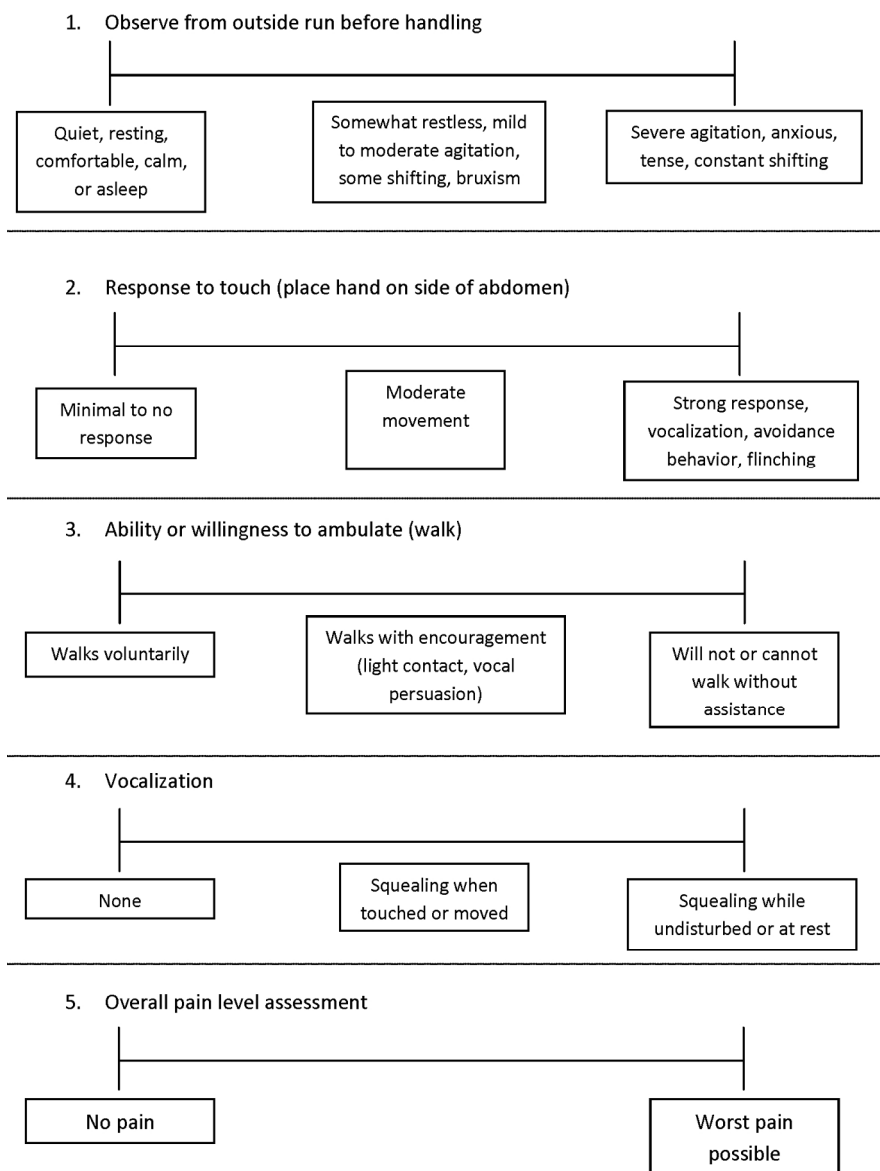 1. Observe from outside run before handling
Quiet, resting,
comfortable, calm,
or asleep
Somewhat restless, mild
to moderate agitation,
some shifting, bruxism
Severe agitation, anxious,
tense, constant shifting
2. Response to touch (place hand on side of abdomen)
Minimal to no
response
Moderate
movement
Strong response,
vocalization, avoidance
behavior, flinching
3. Ability or willingness to ambulate (walk)
Walks voluntarily
Walks with encouragement
(light contact, vocal
persuasion)
Will not or cannot
walk without
assistance
4. Vocalization
None
Squealing when
touched or moved
Squealing while
undisturbed or at rest
5. Overall pain level assessment
No pain
Worst pain
possible